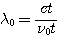 λ₀ = ct / ν₀t